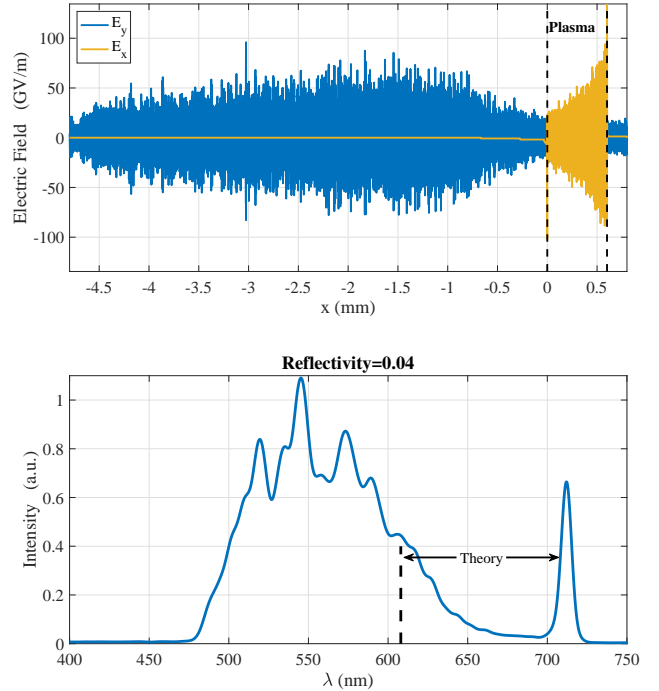 E_y
E_x
Plasma
Electric Field (GV/m)
100
50
0
-50
-100
-4.5 -4 -3.5 -3 -2.5 -2 -1.5 -1 -0.5 0 0.5
x (mm)
Reflectivity=0.04
Intensity (a.u.)
1
0.8
0.6
0.4
0.2
0
Theory
400 450 500 550 600 650 700 750
λ (nm)